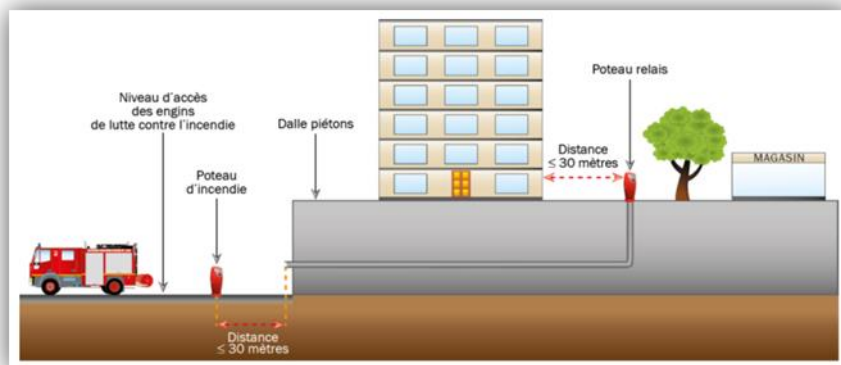 Niveau d'accès
des engins
de lutte contre l'incendie
Poteau
d'incendie
Dalle piétons
Poteau relais
Distance
≤ 30 mètres
MAGASIN
Distance
≤ 30 mètres